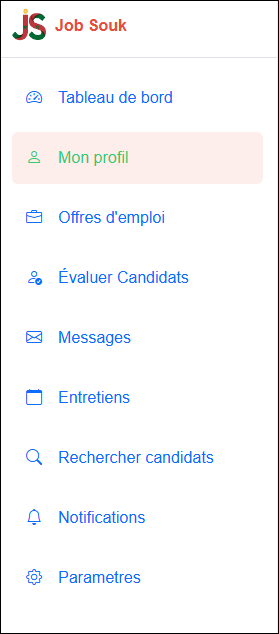 JS Job Souk
Tableau de bord
Mon profil
Offres d'emploi
Évaluer Candidats
Messages
Entretiens
Rechercher candidats
Notifications
Parametres